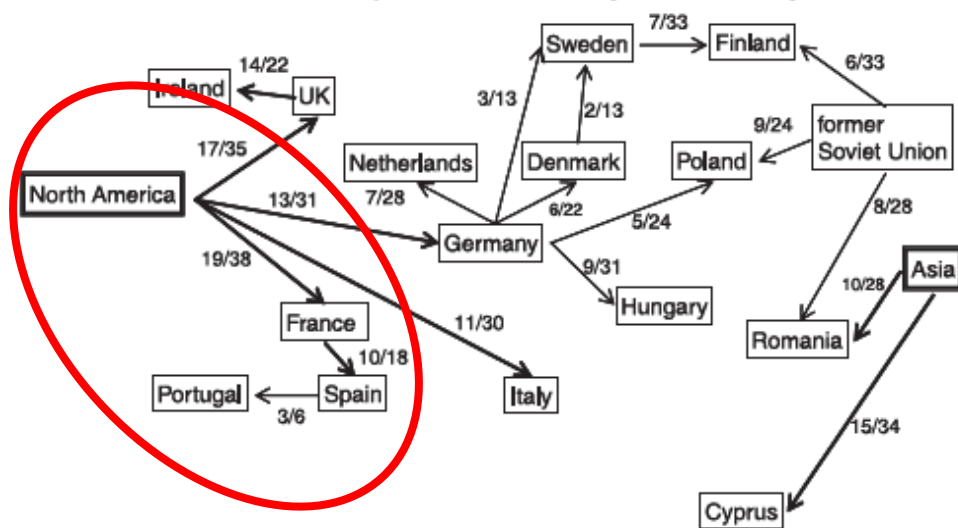 7/33
Sweden
Finland
14/22
6/33
Ireland
UK
3/13
2/13
9/24
former
Soviet Union
17/35
Netherlands
Denmark
Poland
North America
7/28
13/31
6/22
5/24
8/28
Germany
19/38
9/31
Asia
10/28
Hungary
France
11/30
Romania
10/18
Portugal
Spain
Italy
3/6
15/34
Cyprus